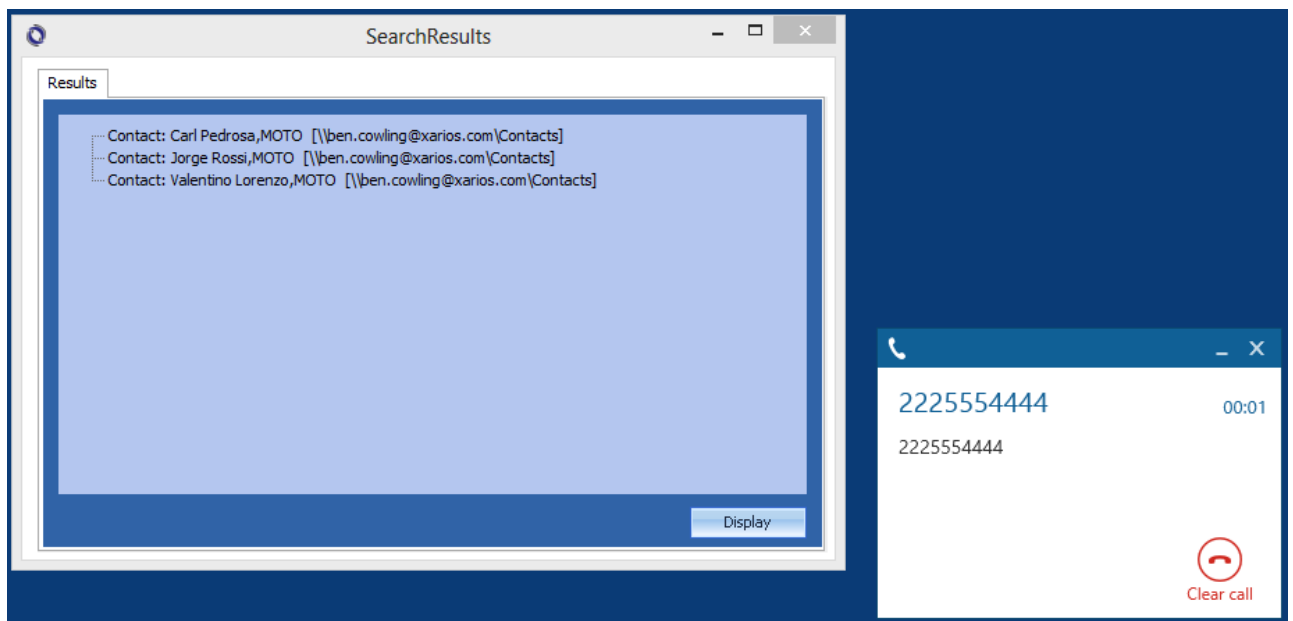 SearchResults
Results
Contact: Carl Pedrosa,MOTO [\\ben.cowling@xarios.com\Contacts]
Contact: Jorge Rossi,MOTO [\\ben.cowling@xarios.com\Contacts]
Contact: Valentino Lorenzo,MOTO [\\ben.cowling@xarios.com\Contacts]
Display
2225554444
00:01
2225554444
Clear call